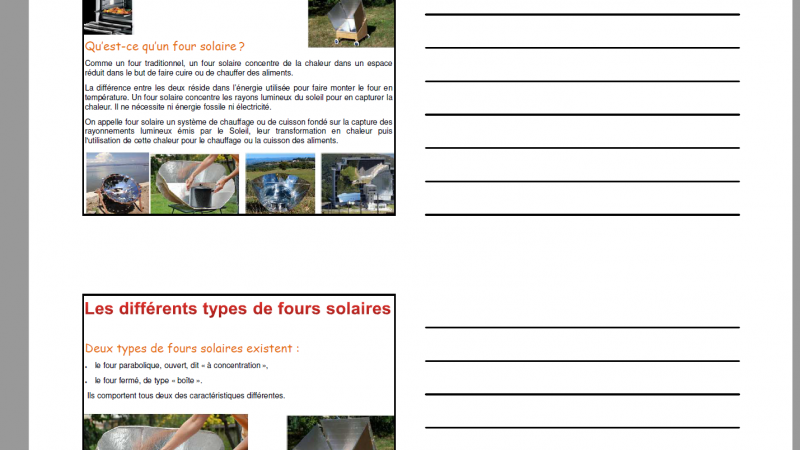 Qu'est-ce qu'un four solaire ?
Comme un four traditionnel, un four solaire concentre de la chaleur dans un espace
réduit dans le but de faire cuire ou de chauffer des aliments.
La différence entre les deux réside dans l'énergie utilisée pour faire monter le four en
température. Un four solaire concentre les rayons lumineux du soleil pour en capturer la
chaleur. Il ne nécessite ni énergie fossile ni électricité.
On appelle four solaire un système de chauffage ou de cuisson fondé sur la capture des
rayonnements lumineux émis par le Soleil, leur transformation en chaleur puis
l'utilisation de cette chaleur pour le chauffage ou la cuisson des aliments.
Les différents types de fours solaires
Deux types de fours solaires existent :
• le four parabolique, ouvert, dit « à concentration »,
• le four fermé, de type « boîte ».
Ils comportent tous deux des caractéristiques différentes.